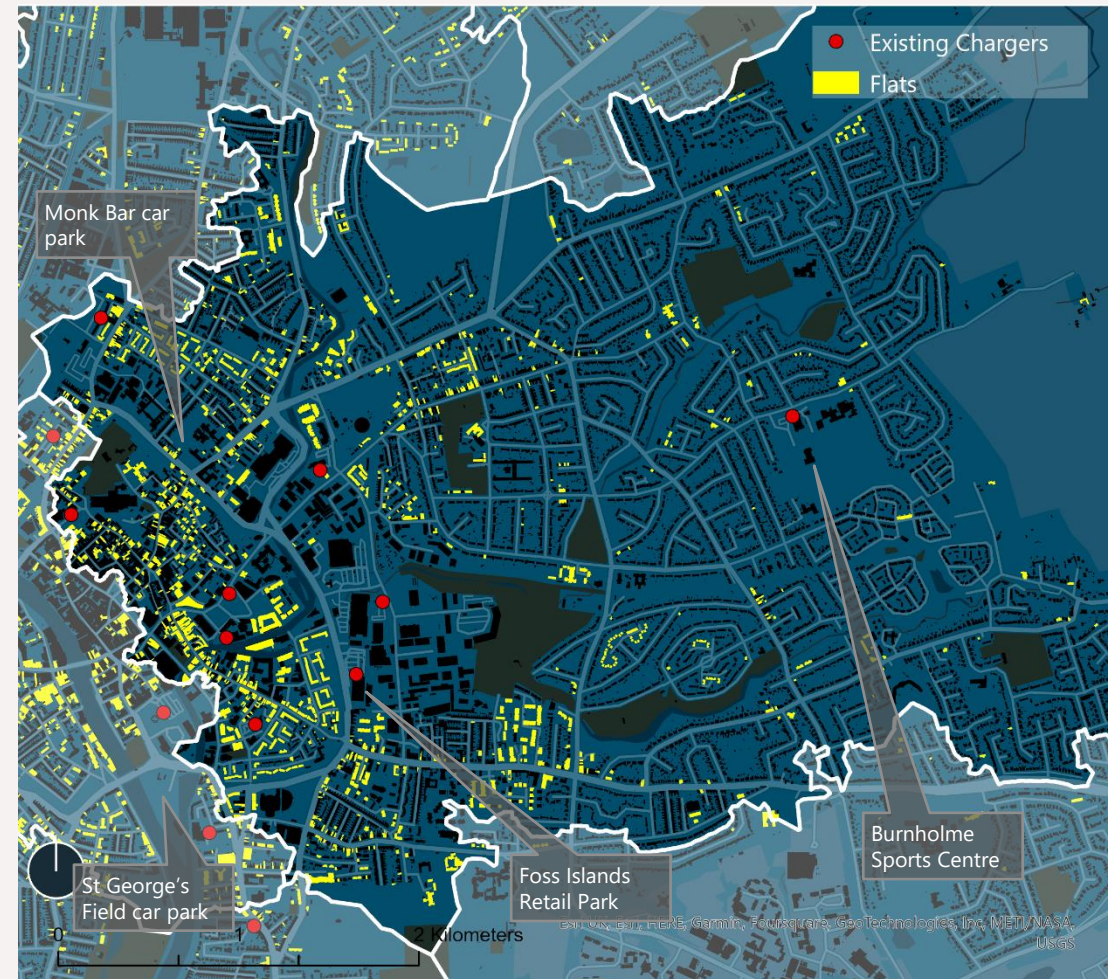 Existing Chargers
Flats
Monk Bar car
park
Burnholme
Sports Centre
Foss Islands
Retail Park
St George's
Field car park
0
1
2 Kilometers
Esri UK, Esri, HERE, Garmin, Foursquare, GeoTechnologies, Inc, METI/NASA,
USGS